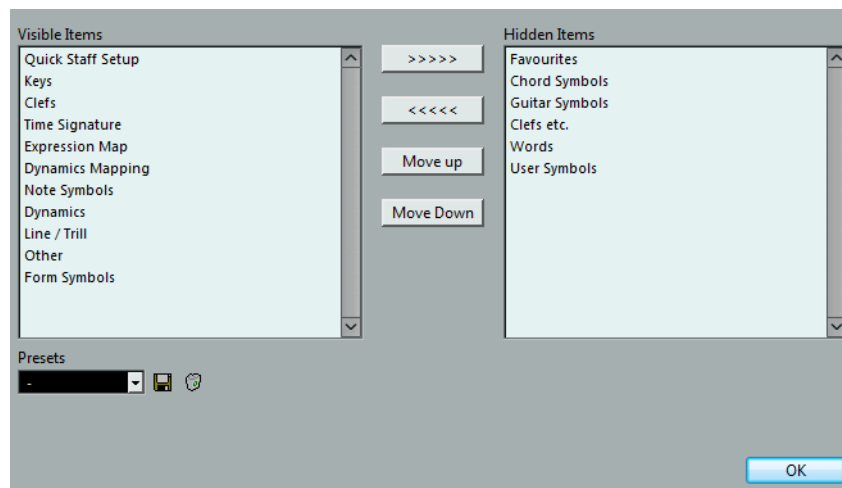 Visible Items
Quick Staff Setup
Keys
Clefs
Time Signature
Expression Map
Dynamics Mapping
Note Symbols
Dynamics
Line / Trill
Other
Form Symbols
>>>>>
<<<<<
Move up
Move Down
Hidden Items
Favourites
Chord Symbols
Guitar Symbols
Clefs etc.
Words
User Symbols
Presets
-
OK